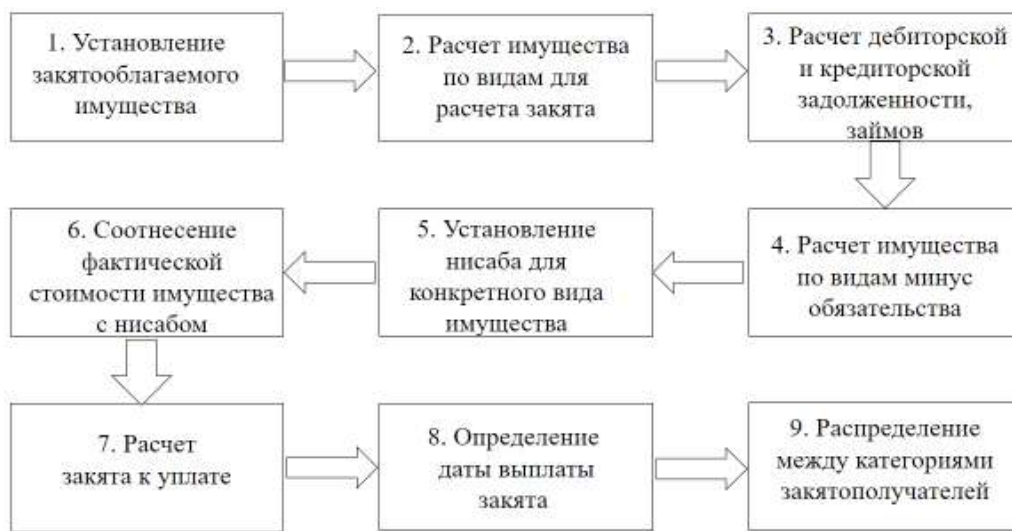 1. Установление
закятооблагаемого
имущества
2. Расчет имущества
по видам для
расчета закята
3. Расчет дебиторской
и кредиторской
задолженности,
займов
4. Расчет имущества
по видам минус
обязательства
5. Установление
нисаба для
конкретного вида
имущества
6. Соотнесение
фактической
стоимости имущества
с нисабом
7. Расчет
закята к уплате
8. Определение
даты выплаты
закята
9. Распределение
между категориями
закятополучателей